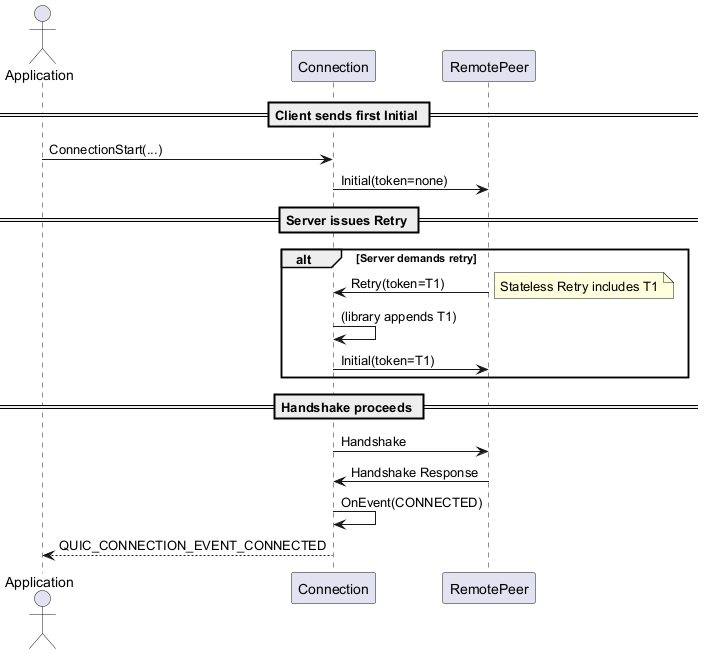 Application
Connection
RemotePeer
Client sends first Initial
ConnectionStart(...)
Initial(token=none)
Server issues Retry
alt
[Server demands retry]
Retry(token=T1)
Stateless Retry includes T1
(library appends T1)
Initial(token=T1)
Handshake proceeds
Handshake
Handshake Response
OnEvent(CONNECTED)
QUIC_CONNECTION_EVENT_CONNECTED
Application
Connection
RemotePeer